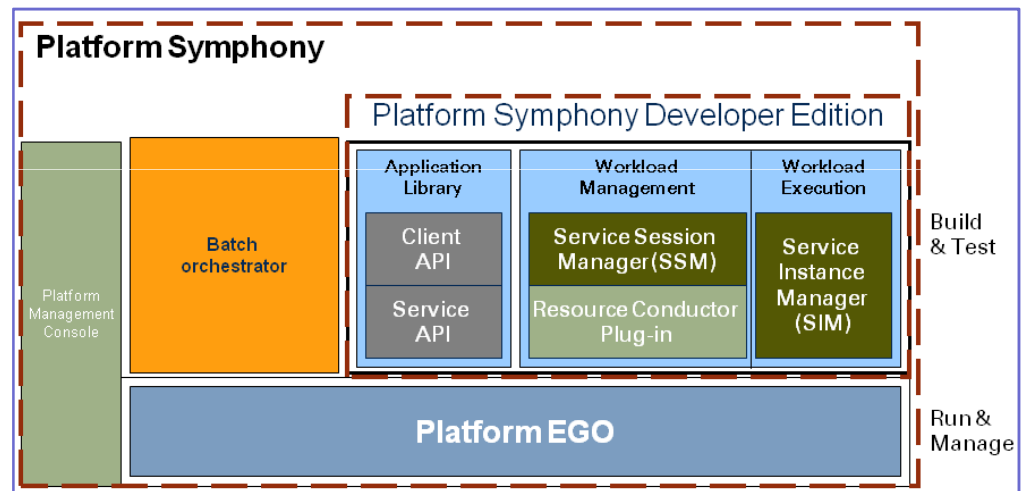 Platform Symphony
Platform Symphony Developer Edition
Application
Library
Workload
Management
Workload
Execution
Client
API
Service
API
Service Session
Manager(SSM)
Resource Conductor
Plug-in
Service
Instance
Manager
(SIM)
Batch
orchestrator
Platform
Management
Console
Platform EGO
Build
& Test
Run &
Manage